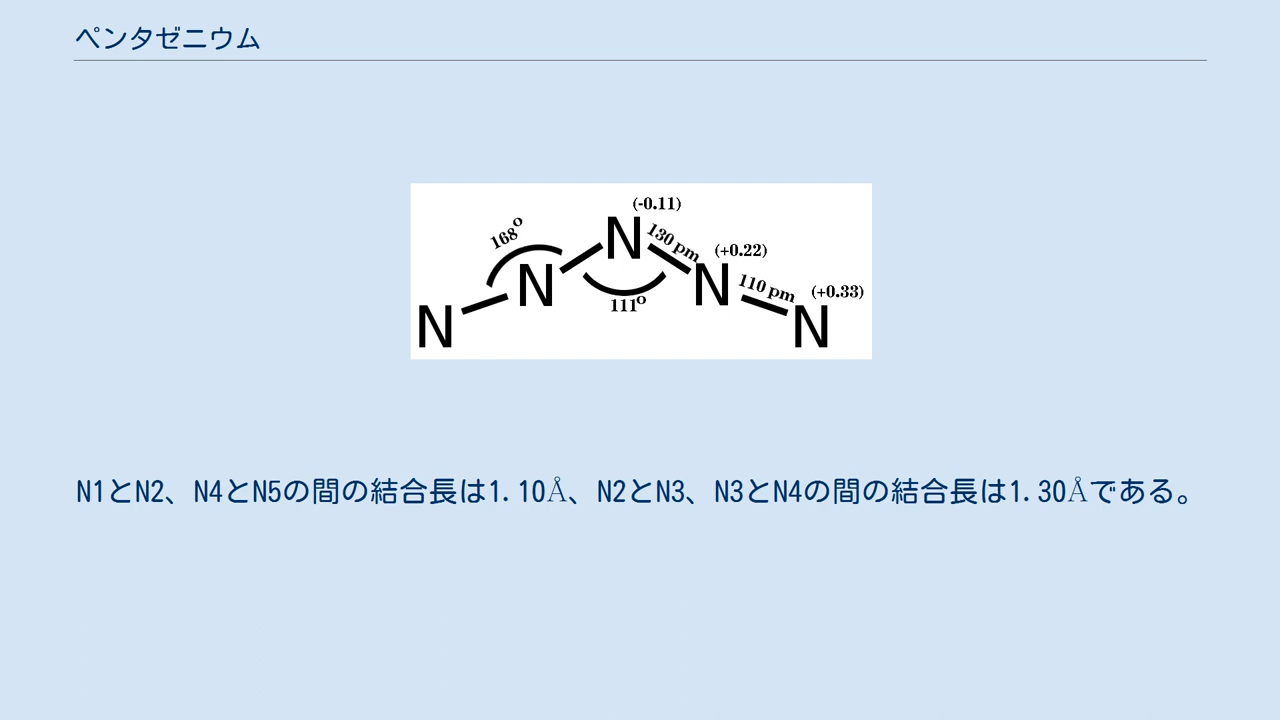 ペンタゼニウム
(-0.11)
168°
130 pm
(+0.22)
N
N
N
110 pm
(+0.33)
111°
N
N
N1とN2、N4とN5の間の結合長は1.10Å、N2とN3、N3とN4の間の結合長は1.30Åである。